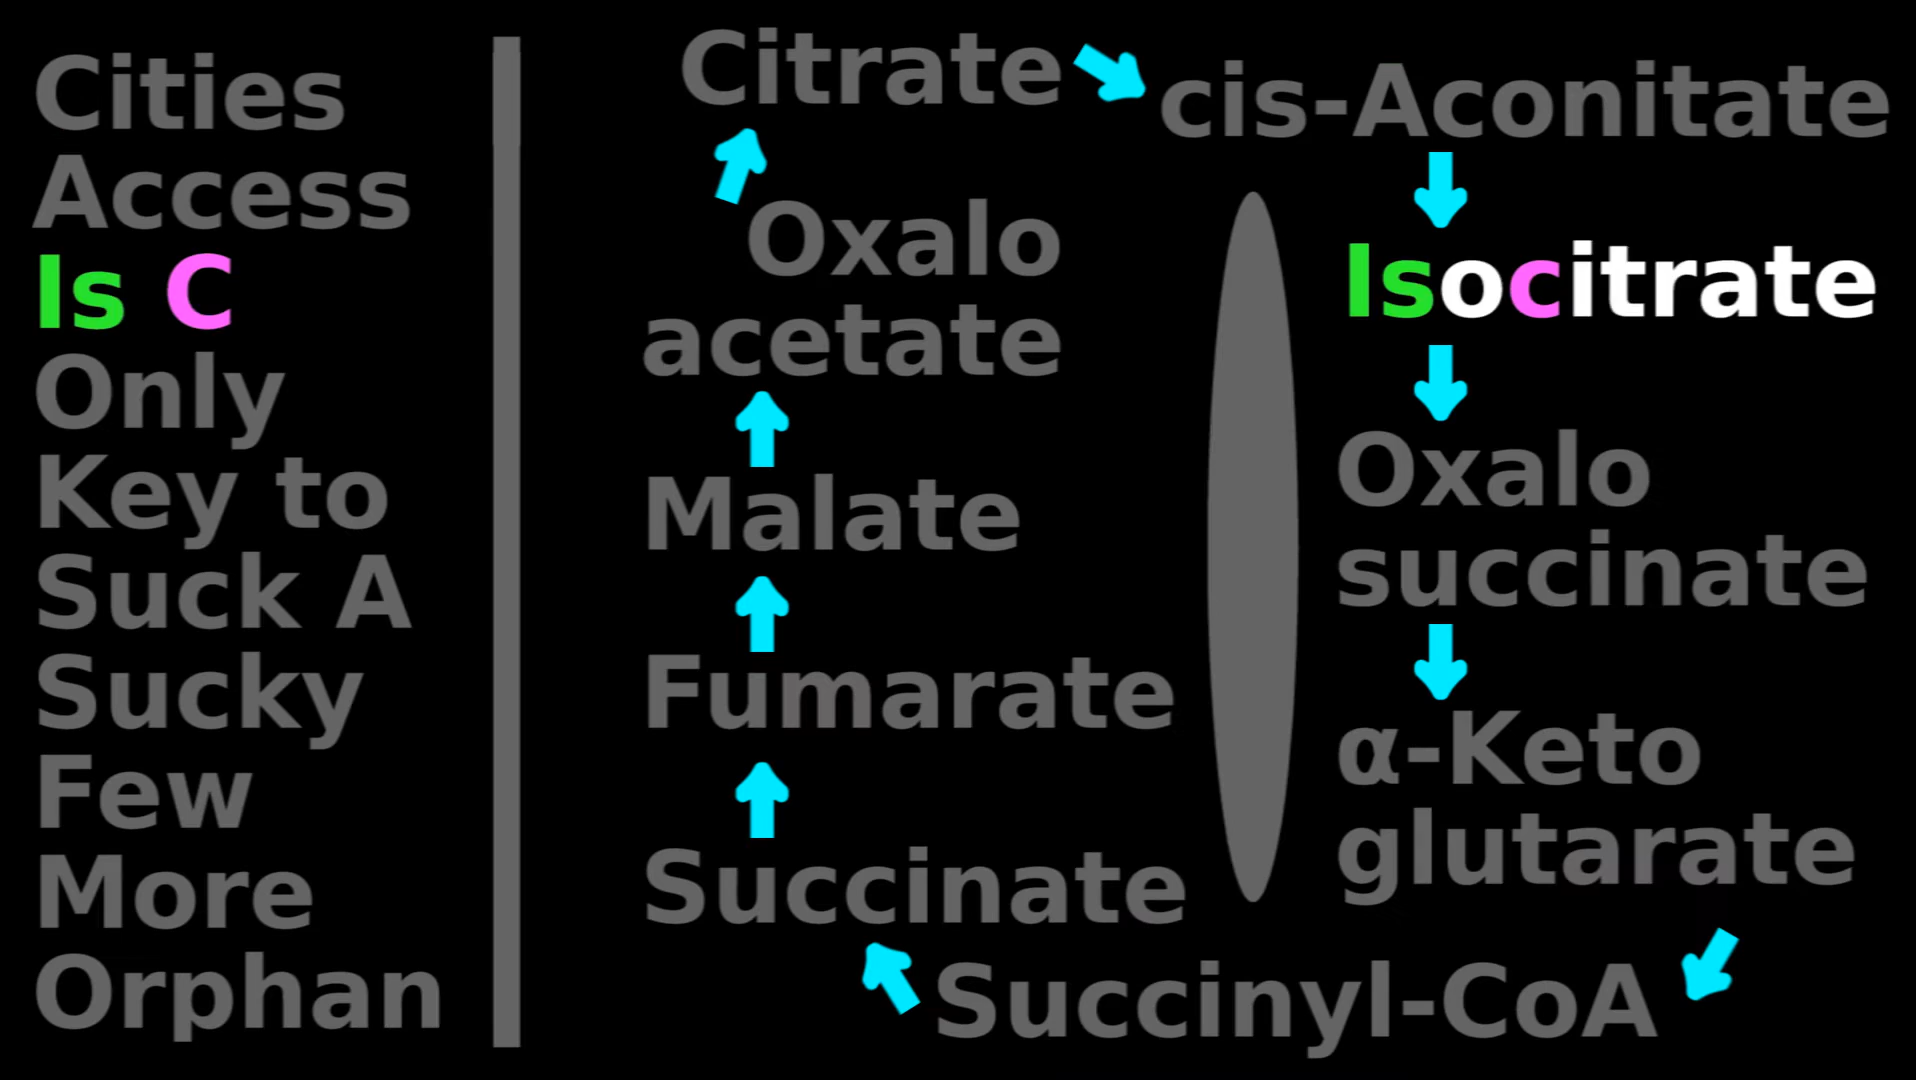 Cities
Access
Is C
Only
Key to
Suck A
Sucky
Few
More
Orphan
Citrate
cis-Aconitate
Isocitrate
Oxalo
succinate
α-Keto
glutarate
Succinyl-CoA
Succinate
Fumarate
Malate
Oxalo
acetate